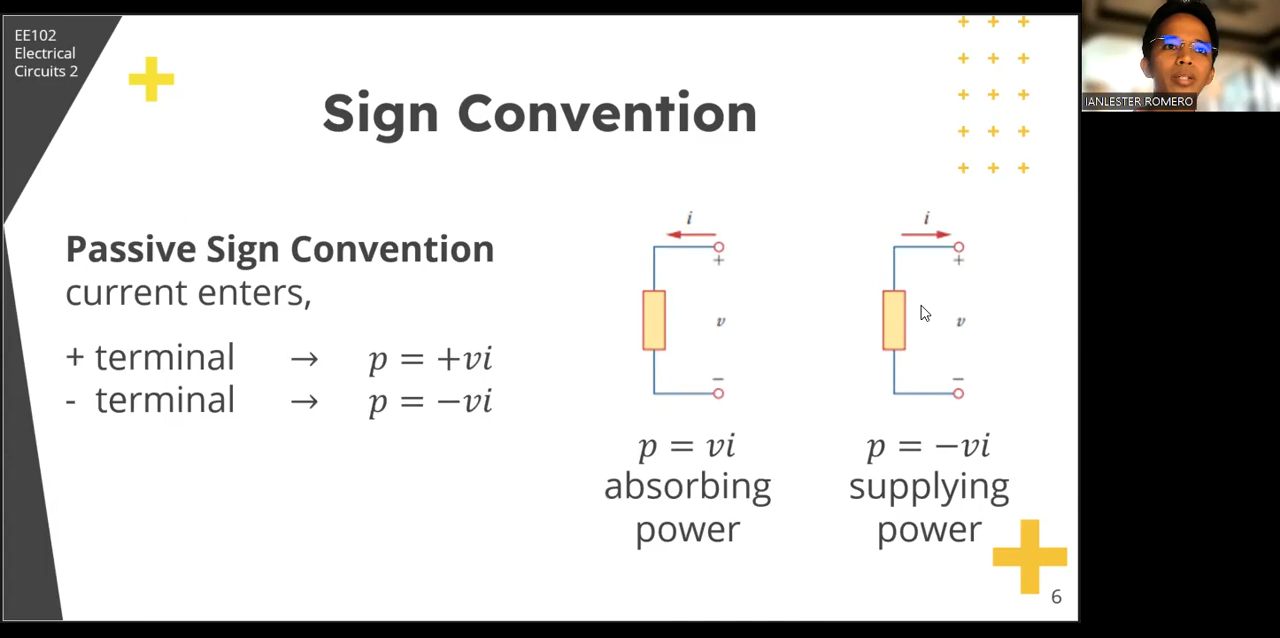 EE102
Electrical
Circuits 2
Sign Convention
Passive Sign Convention
current enters,
+ terminal → p = +vi
- terminal → p = −vi
i
+
v
−
p = vi
absorbing
power
i
+
v
−
p = −vi
supplying
power
6
IANLESTER ROMERO